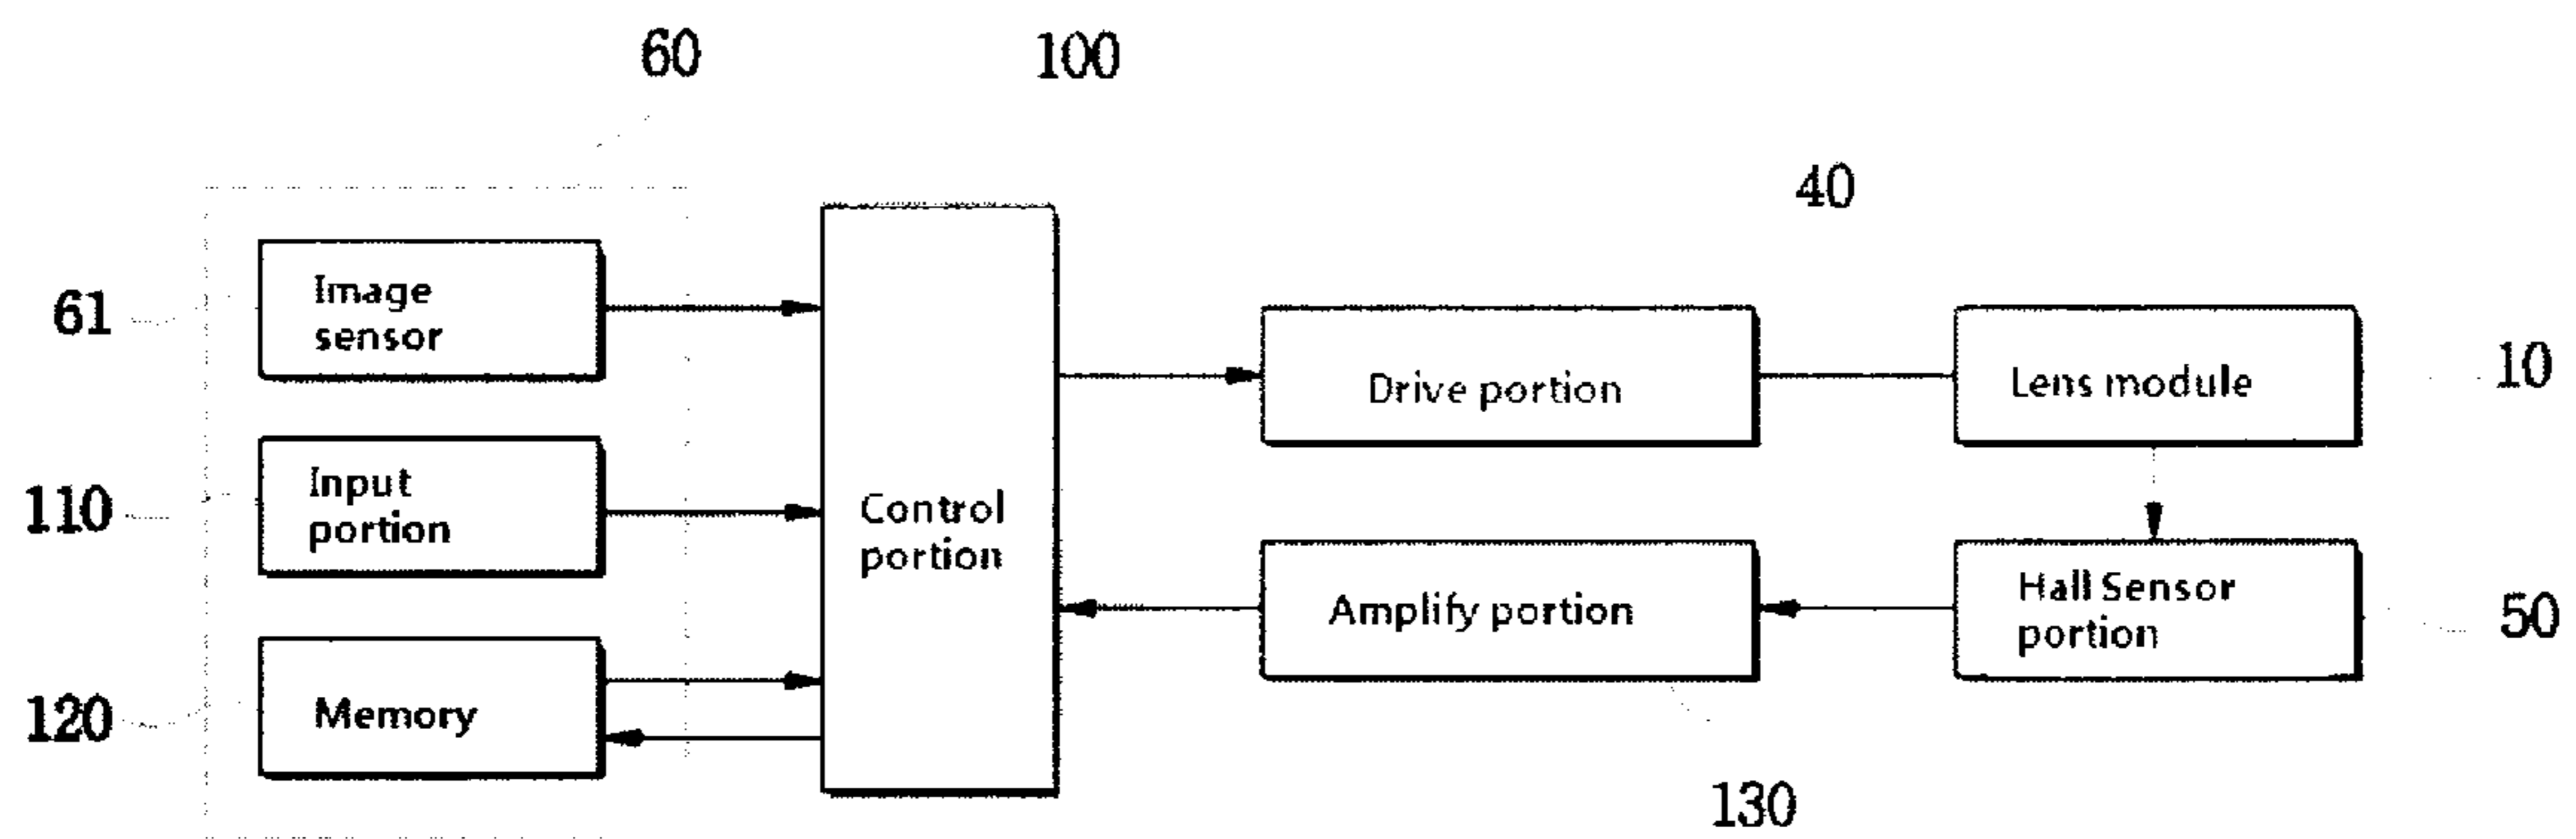 60
100
40
61
Image
sensor
Drive portion
Lens module
10
110
Input
portion
Control
portion
Amplify portion
Hall Sensor
portion
50
120
Memory
130